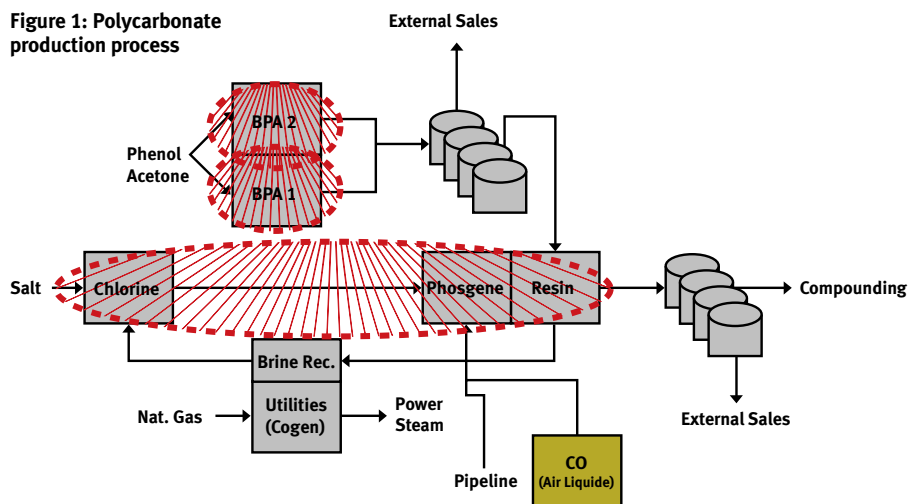 Figure 1: Polycarbonate
production process
External Sales
BPA 2
Phenol
Acetone
BPA 1
Salt
Chlorine
Phosgene
Resin
Compounding
Brine Rec.
Nat. Gas
Utilities
(Cogen)
Power
Steam
External Sales
Pipeline
CO
(Air Liquide)